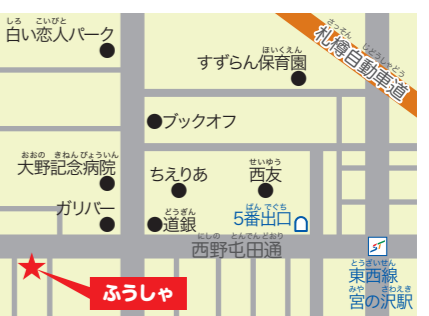 しろ こいびと
白い恋人パーク
ほいくえん
すずらん保育園
さっそん じどうしゃどう
札樽自動車道
ブックオフ
おおの きねんびょういん
大野記念病院
ちえりあ
せいゆう
西友
ガリバー
どうぎん
道銀
ばん でぐち
5番出口
にしの とんでんどおり
西野屯田通
ST
とうざいせん
東西線
みや さわえき
宮の沢駅
ふうしゃ